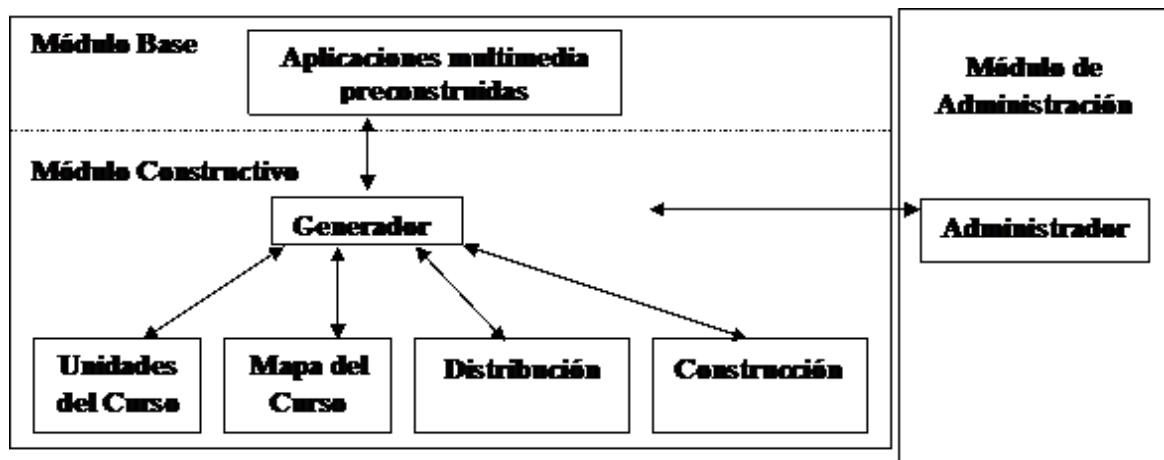 Módulo Base
Aplicaciones multimedia
preconstruidas
Módulo de
Administración
Módulo Constructivo
Generador
Administrador
Unidades
del Curso
Mapa del
Curso
Distribución
Construcción